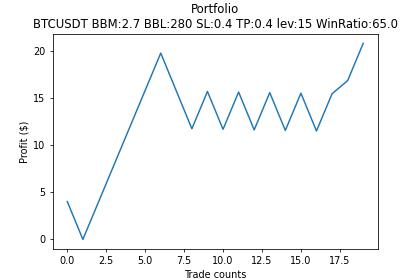 Portfolio
BTCUSDT BBM:2.7 BBL:280 SL:0.4 TP:0.4 lev:15 WinRatio:65.0
20
15
10
5
0
Profit ($)
0.0 2.5 5.0 7.5 10.0 12.5 15.0 17.5
Trade counts